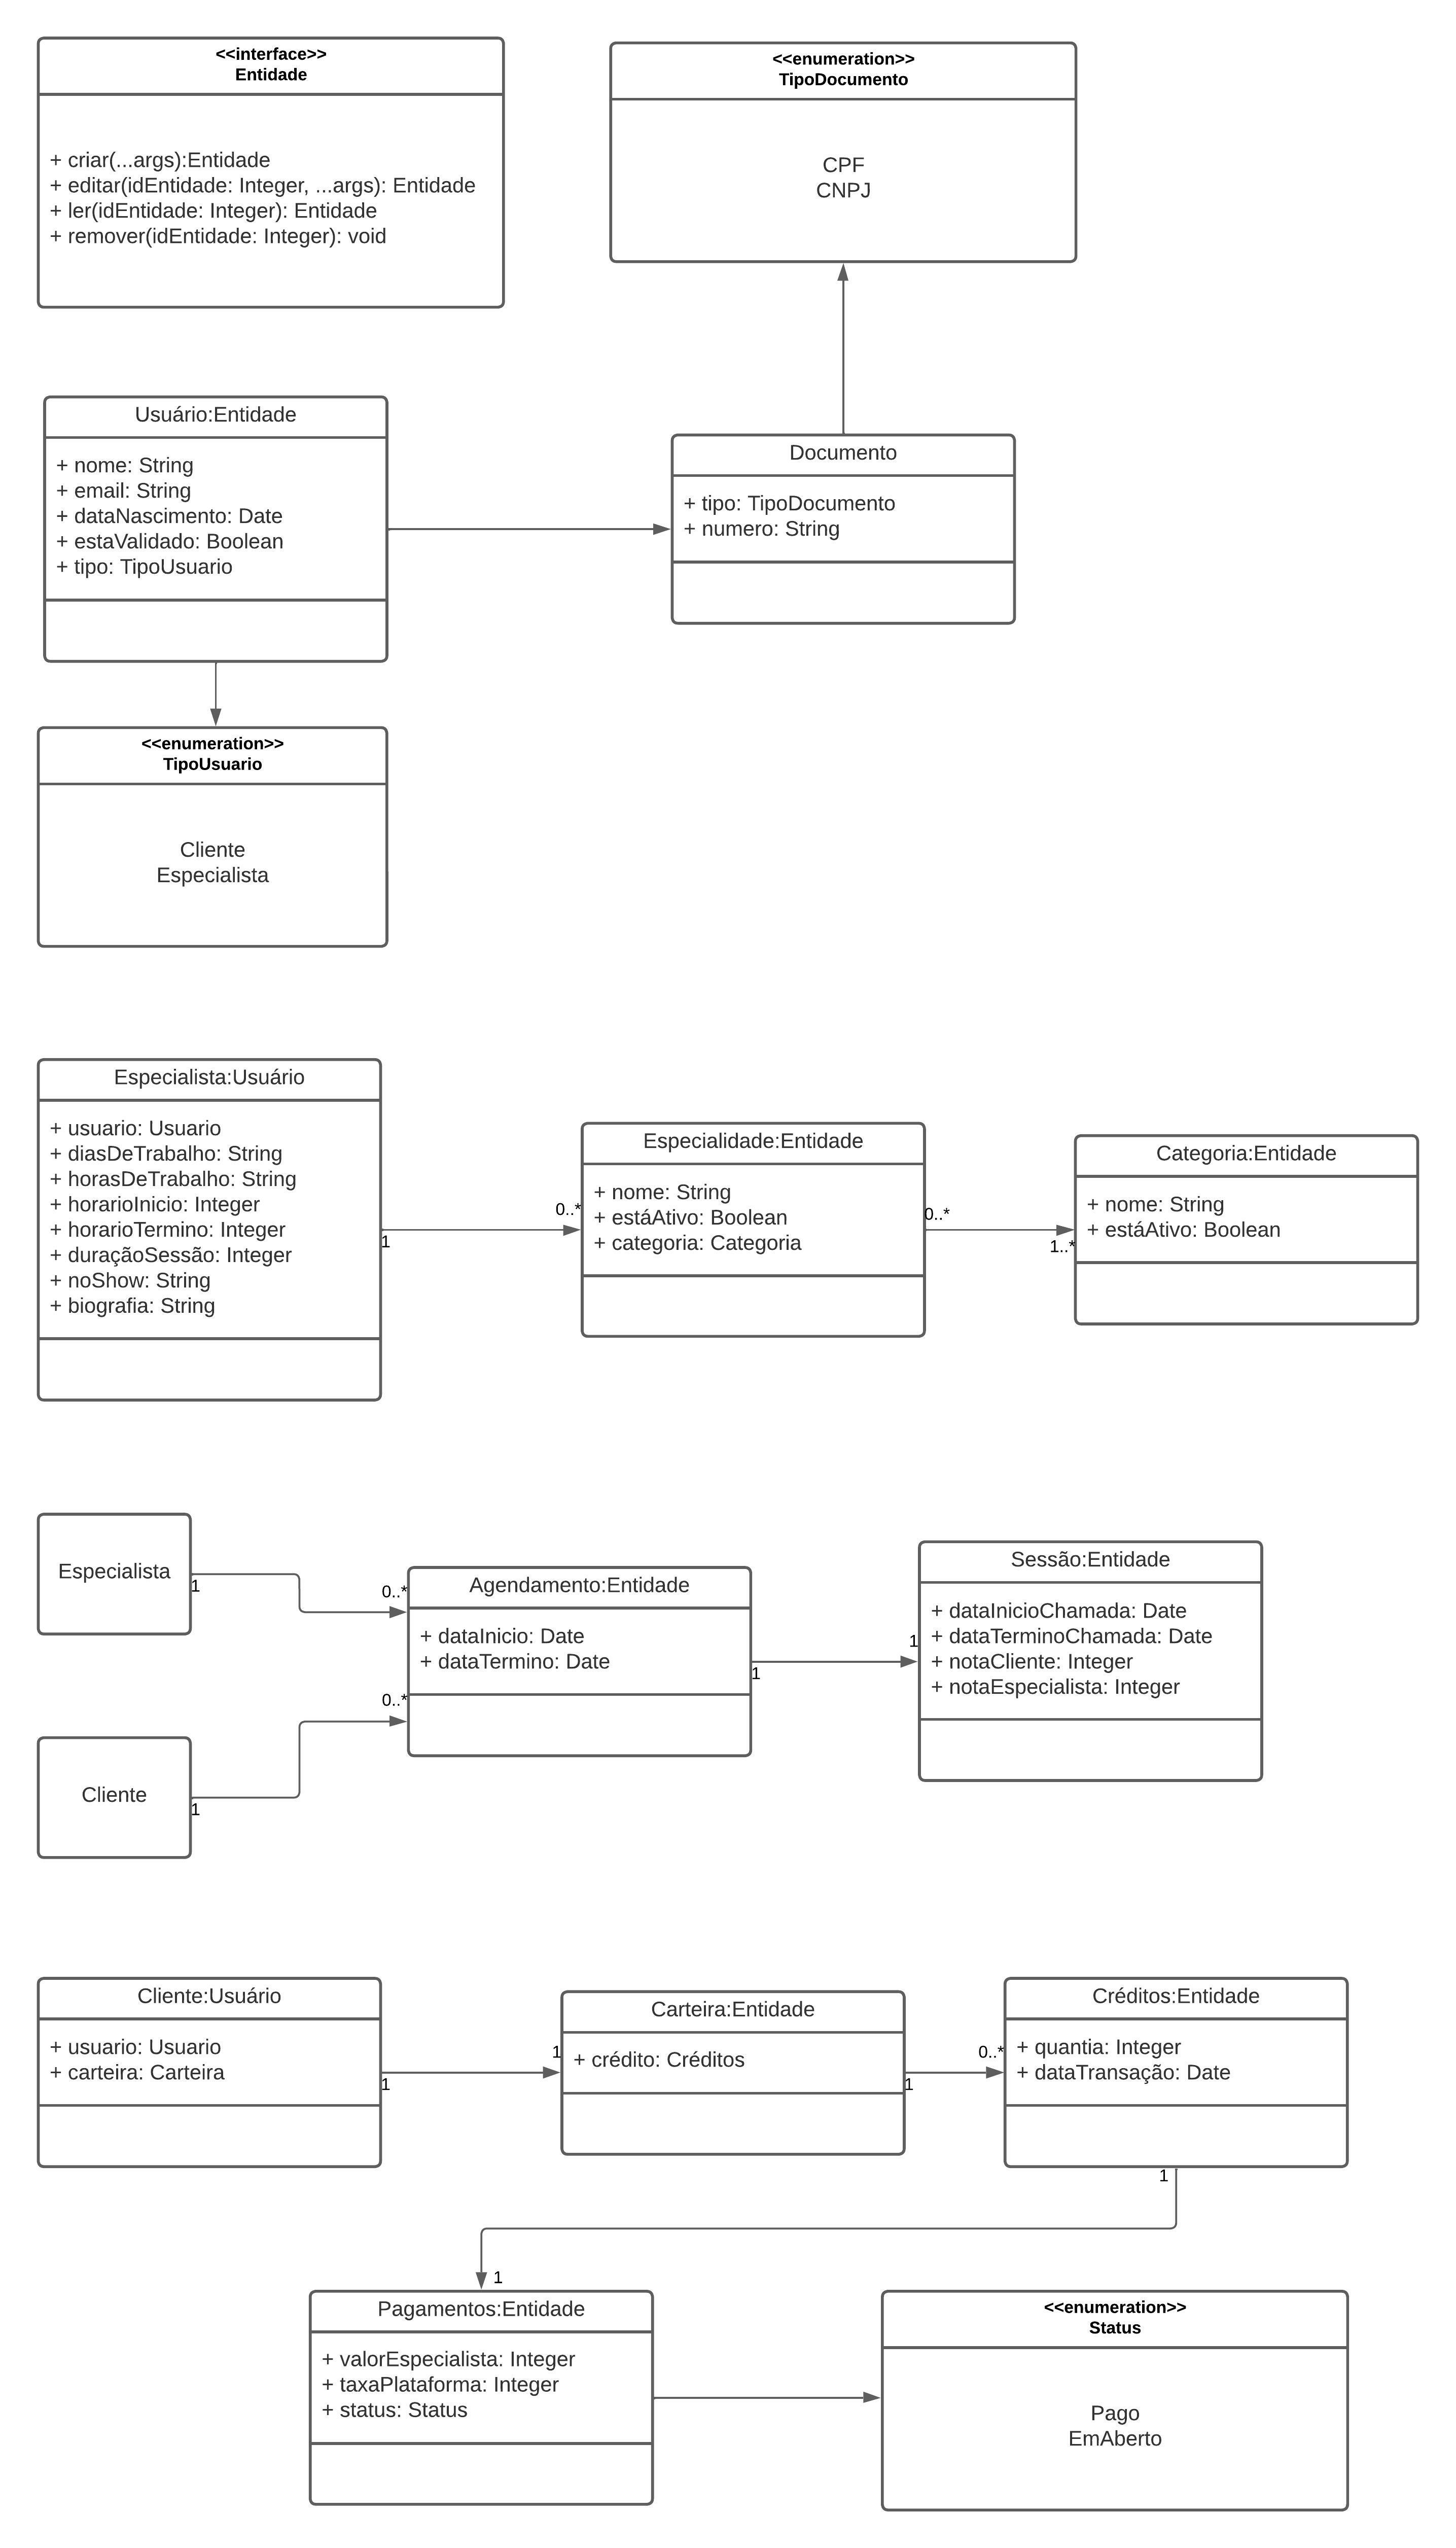 <<interface>>
Entidade
+ criar(...args):Entidade
+ editar(idEntidade: Integer, ...args): Entidade
+ ler(idEntidade: Integer): Entidade
+ remover(idEntidade: Integer): void
<<enumeration>>
TipoDocumento
CPF
CNPJ
Usuário:Entidade
+ nome: String
+ email: String
+ dataNascimento: Date
+ estaValidado: Boolean
+ tipo: TipoUsuario
Documento
+ tipo: TipoDocumento
+ numero: String
<<enumeration>>
TipoUsuario
Cliente
Especialista
Especialista:Usuário
+ usuario: Usuario
+ diasDeTrabalho: String
+ horasDeTrabalho: String
+ horarioInicio: Integer
+ horarioTermino: Integer
+ duraçãoSessão: Integer
+ noShow: String
+ biografia: String
1
0..*
Especialidade:Entidade
+ nome: String
+ estáAtivo: Boolean
+ categoria: Categoria
0..*
1..*
Categoria:Entidade
+ nome: String
+ estáAtivo: Boolean
Especialista
1
0..*
Cliente
1
0..*
Agendamento:Entidade
+ dataInicio: Date
+ dataTermino: Date
1
1
Sessão:Entidade
+ dataInicioChamada: Date
+ dataTerminoChamada: Date
+ notaCliente: Integer
+ notaEspecialista: Integer
Cliente:Usuário
+ usuario: Usuario
+ carteira: Carteira
1
1
Carteira:Entidade
+ crédito: Créditos
1
0..*
Créditos:Entidade
+ quantia: Integer
+ dataTransação: Date
1
1
Pagamentos:Entidade
+ valorEspecialista: Integer
+ taxaPlataforma: Integer
+ status: Status
<<enumeration>>
Status
Pago
EmAberto